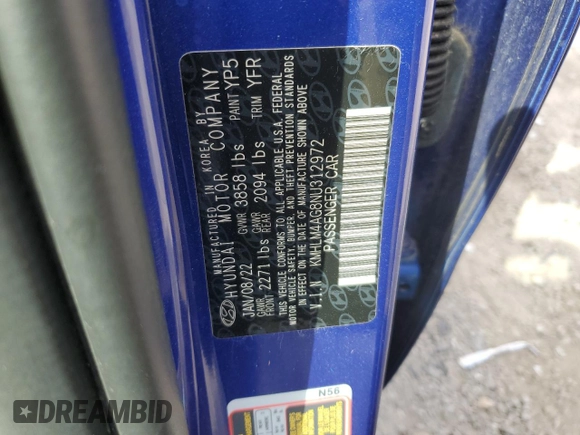 MANUFACTURED IN KOREA BY
HYUNDAI MOTOR COMPANY
JAN/08/22 GVWR 3858 lbs PAINT YP5
GAWR FRONT 2271 lbs GAWR REAR 2094 lbs TRIM YFR
THIS VEHICLE CONFORMS TO ALL APPLICABLE U.S.A. FEDERAL
MOTOR VEHICLE SAFETY, BUMPER, AND THEFT PREVENTION STANDARDS
IN EFFECT ON THE DATE OF MANUFACTURE SHOWN ABOVE
V.I.N KMHLM4AG8NU312972
PASSENGER CAR
N56
DREAMBID